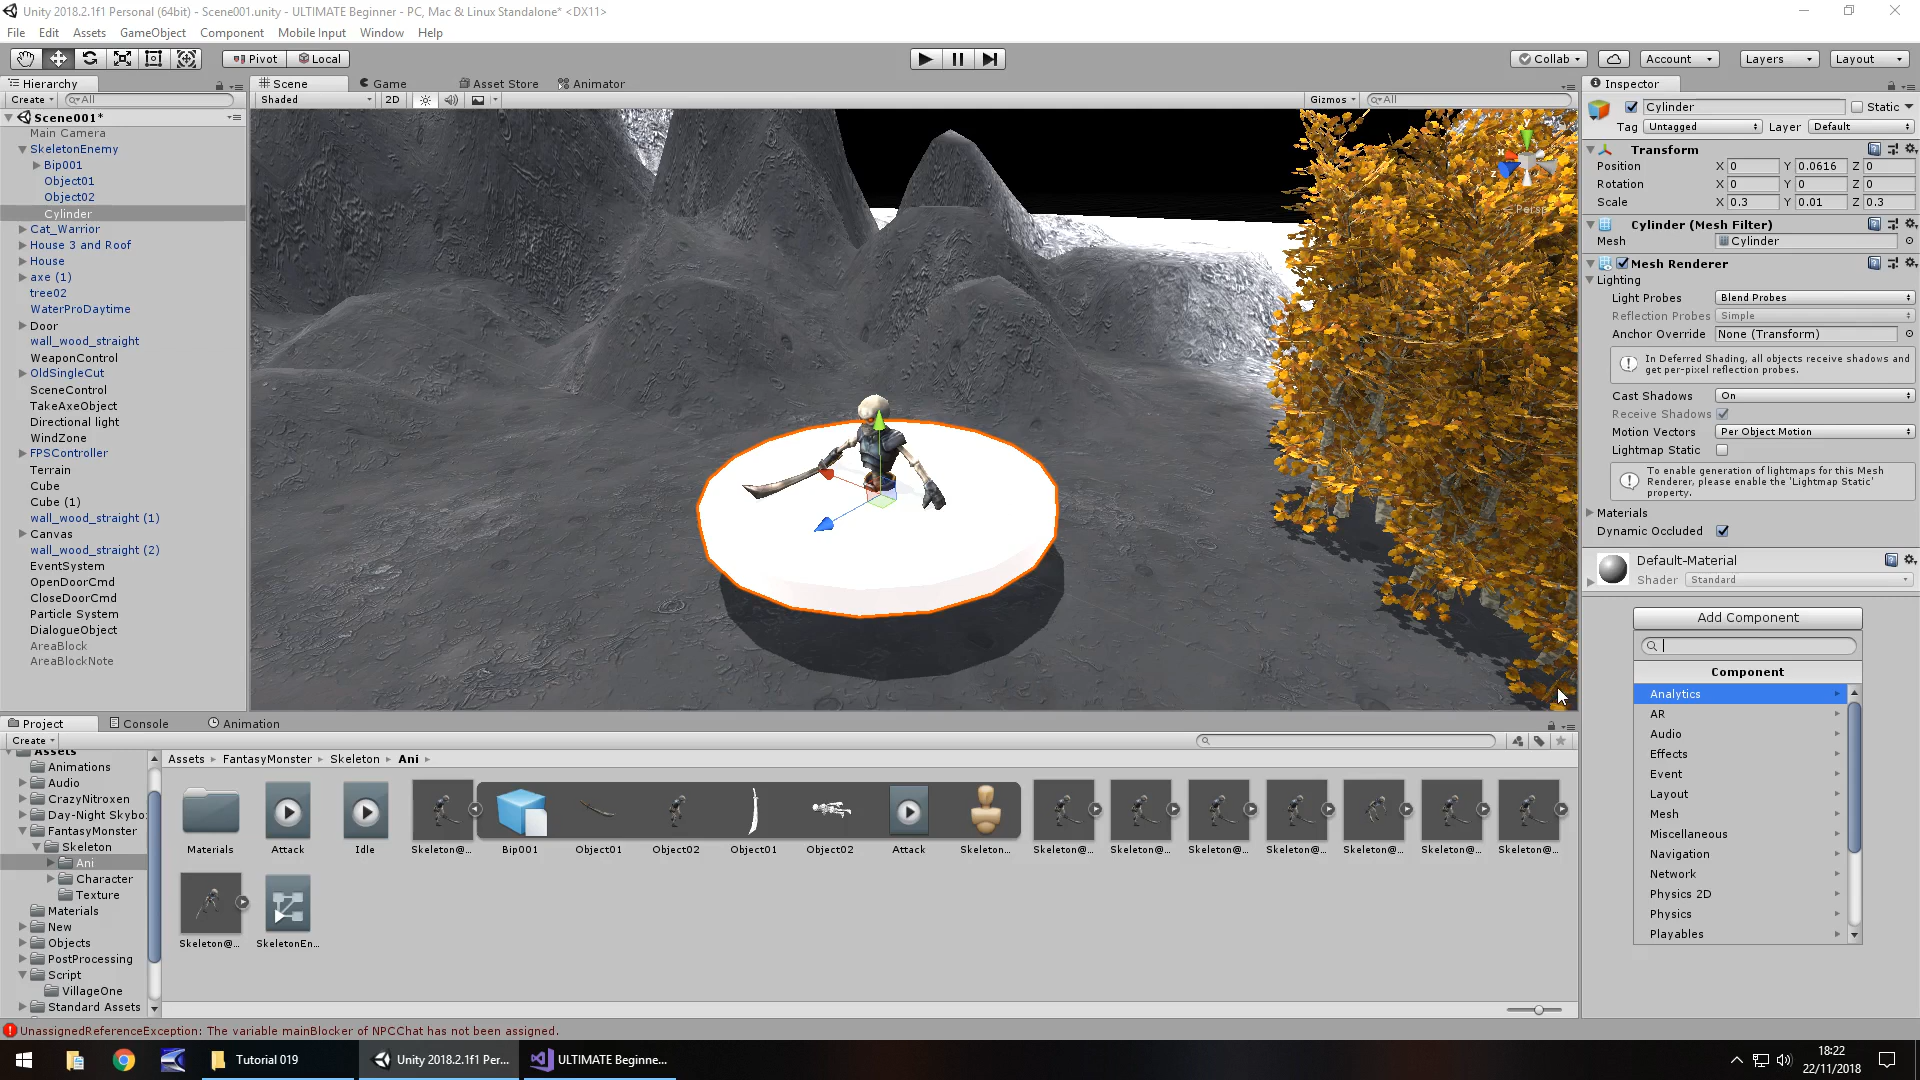 Unity 2018.2.1f1 Personal (64bit) - Scene001.unity - ULTIMATE Beginner - PC, Mac & Linux Standalone* <DX11>
File Edit Assets GameObject Component Mobile Input Window Help
Pivot Local Collab Account Layers Layout
Hierarchy Scene Game Asset Store Animator Inspector
Create All Shaded 2D Gizmos All
Scene001*
Main Camera
SkeletonEnemy
Bip001
Object01
Object02
Cylinder
Cat_Warrior
House 3 and Roof
House
axe (1)
tree02
WaterProDaytime
Door
wall_wood_straight
WeaponControl
OldSingleCut
SceneControl
TakeAxeObject
Directional light
WindZone
FPSController
Terrain
Cube
Cube (1)
wall_wood_straight (1)
Canvas
wall_wood_straight (2)
EventSystem
OpenDoorCmd
CloseDoorCmd
Particle System
DialogueObject
AreaBlock
AreaBlockNote
y
x
z
Persp
Cylinder Static
Tag Untagged Layer Default
Transform
Position X 0 Y 0.0616 Z 0
Rotation X 0 Y 0 Z 0
Scale X 0.3 Y 0.01 Z 0.3
Cylinder (Mesh Filter)
Mesh Cylinder
Mesh Renderer
Lighting
Light Probes Blend Probes
Reflection Probes Simple
Anchor Override None (Transform)
In Deferred Shading, all objects receive shadows and
get per-pixel reflection probes.
Cast Shadows On
Receive Shadows
Motion Vectors Per Object Motion
Lightmap Static
To enable generation of lightmaps for this Mesh
Renderer, please enable the 'Lightmap Static'
property.
Materials
Dynamic Occluded
Default-Material
Shader Standard
Add Component
Component
Analytics
AR
Audio
Effects
Event
Layout
Mesh
Miscellaneous
Navigation
Network
Physics 2D
Physics
Playables
Project Console Animation
Create
Assets
Animations
Audio
CrazyNitroxen
Day-Night Skybo
FantasyMonster
Skeleton
Ani
Character
Texture
Materials
New
Objects
PostProcessing
Script
VillageOne
Standard Assets
Assets FantasyMonster Skeleton Ani
Materials Attack Idle Skeleton@... Bip001 Object01 Object02 Object01 Object02 Attack Skeleton... Skeleton@... Skeleton@... Skeleton@... Skeleton@... Skeleton@... Skeleton@... Skeleton@...
Skeleton@... SkeletonEn...
UnassignedReferenceException: The variable mainBlocker of NPCChat has not been assigned.
Tutorial 019 Unity 2018.2.1f1 Per... ULTIMATE Beginne...
18:22
22/11/2018